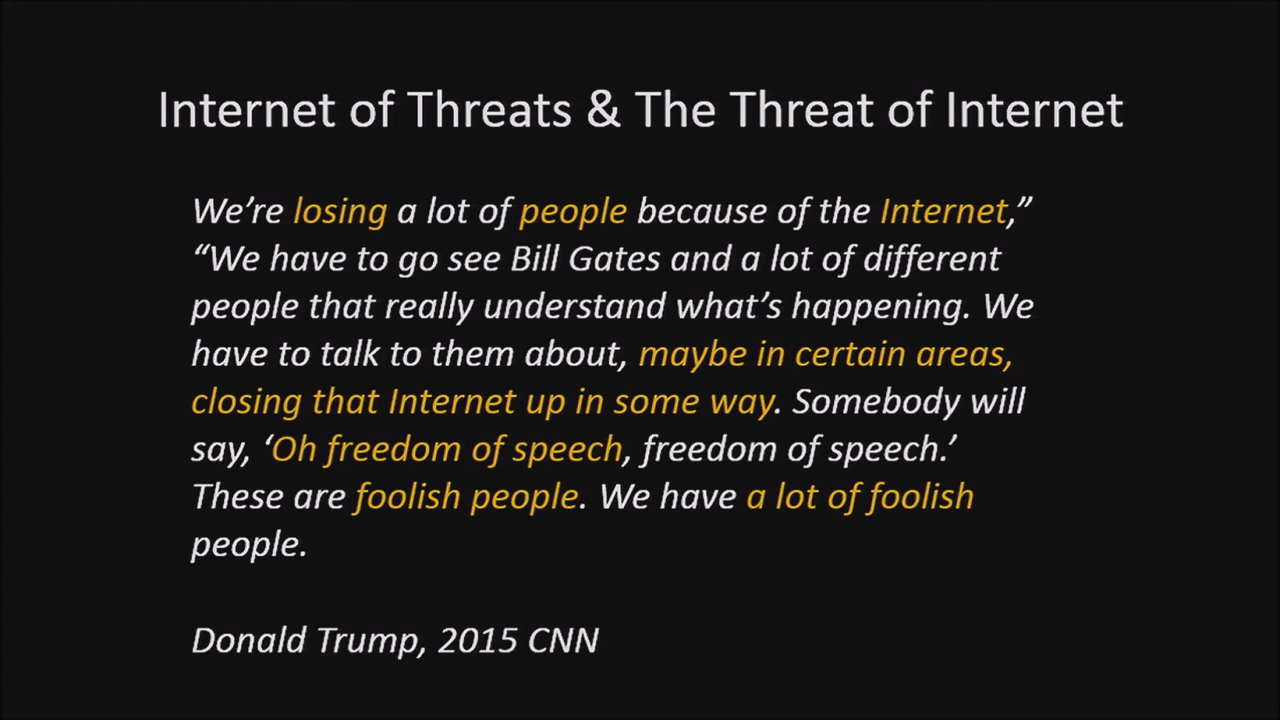 Internet of Threats & The Threat of Internet
We’re losing a lot of people because of the Internet,”
“We have to go see Bill Gates and a lot of different
people that really understand what’s happening. We
have to talk to them about, maybe in certain areas,
closing that Internet up in some way. Somebody will
say, ‘Oh freedom of speech, freedom of speech.’
These are foolish people. We have a lot of foolish
people.
Donald Trump, 2015 CNN